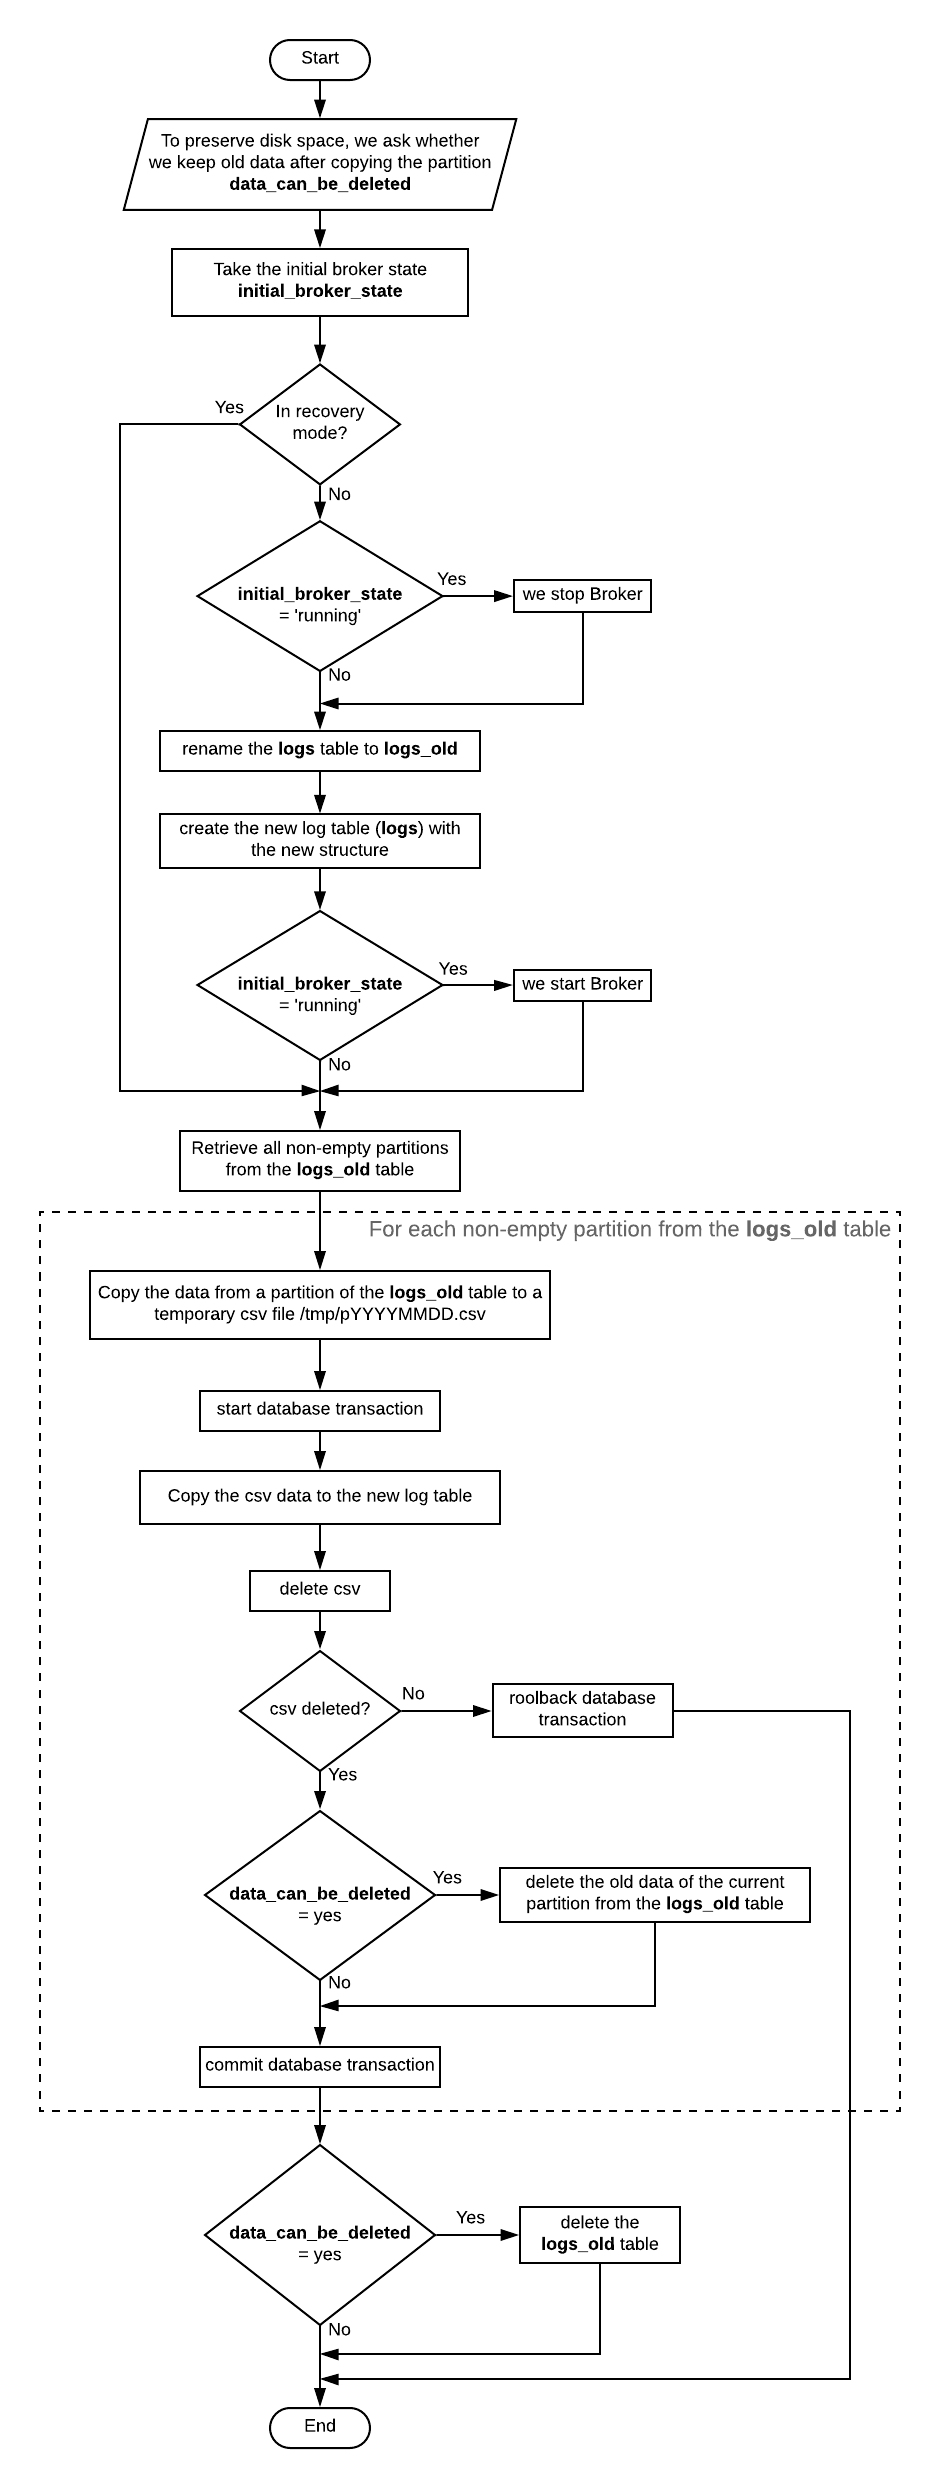 Start
To preserve disk space, we ask whether
we keep old data after copying the partition
data_can_be_deleted
Take the initial broker state
initial_broker_state
Yes
In recovery
mode?
No
initial_broker_state
= 'running'
Yes
we stop Broker
No
rename the logs table to logs_old
create the new log table (logs) with
the new structure
initial_broker_state
= 'running'
Yes
we start Broker
No
Retrieve all non-empty partitions
from the logs_old table
For each non-empty partition from the logs_old table
Copy the data from a partition of the logs_old table to a
temporary csv file /tmp/pYYYYMMDD.csv
start database transaction
Copy the csv data to the new log table
delete csv
csv deleted?
No
roolback database
transaction
Yes
data_can_be_deleted
= yes
Yes
delete the old data of the current
partition from the logs_old table
No
commit database transaction
data_can_be_deleted
= yes
Yes
delete the
logs_old table
No
End